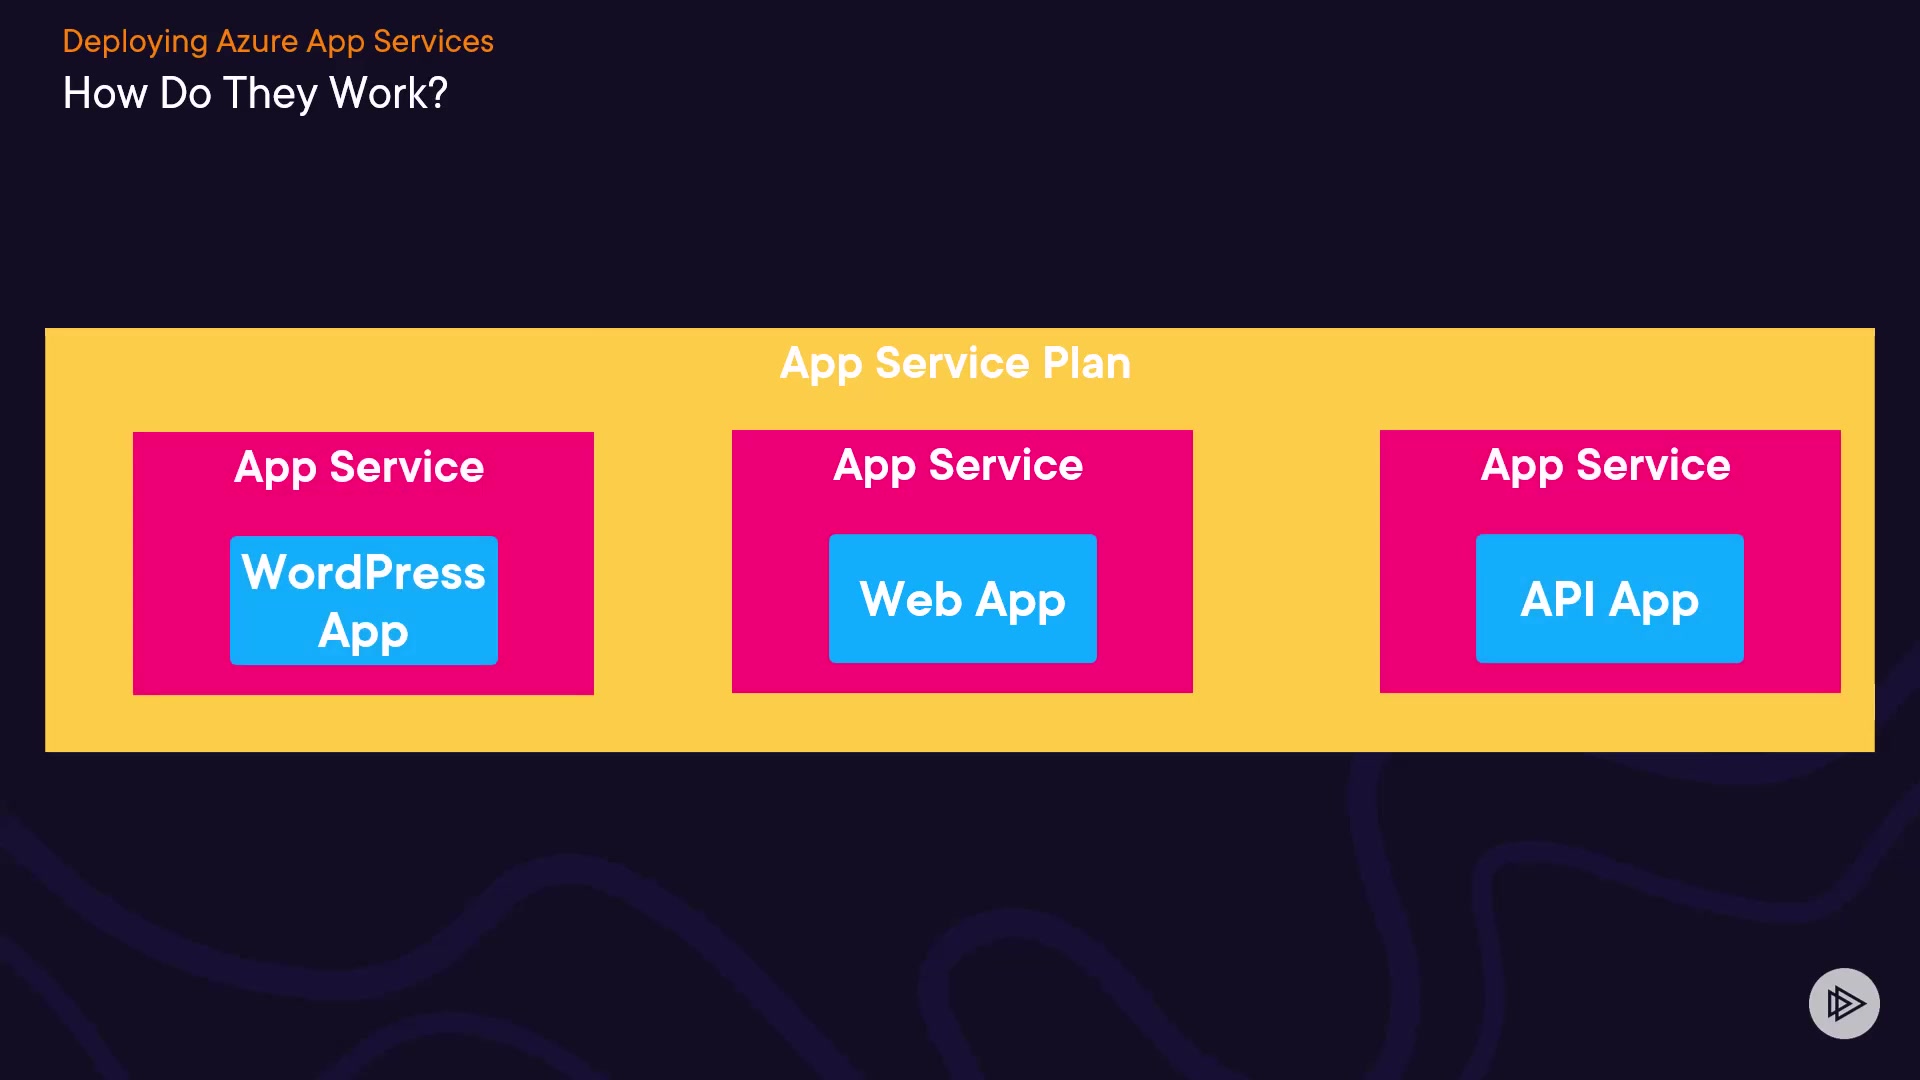 Deploying Azure App Services
How Do They Work?
App Service Plan
App Service
WordPress
App
App Service
Web App
App Service
API App